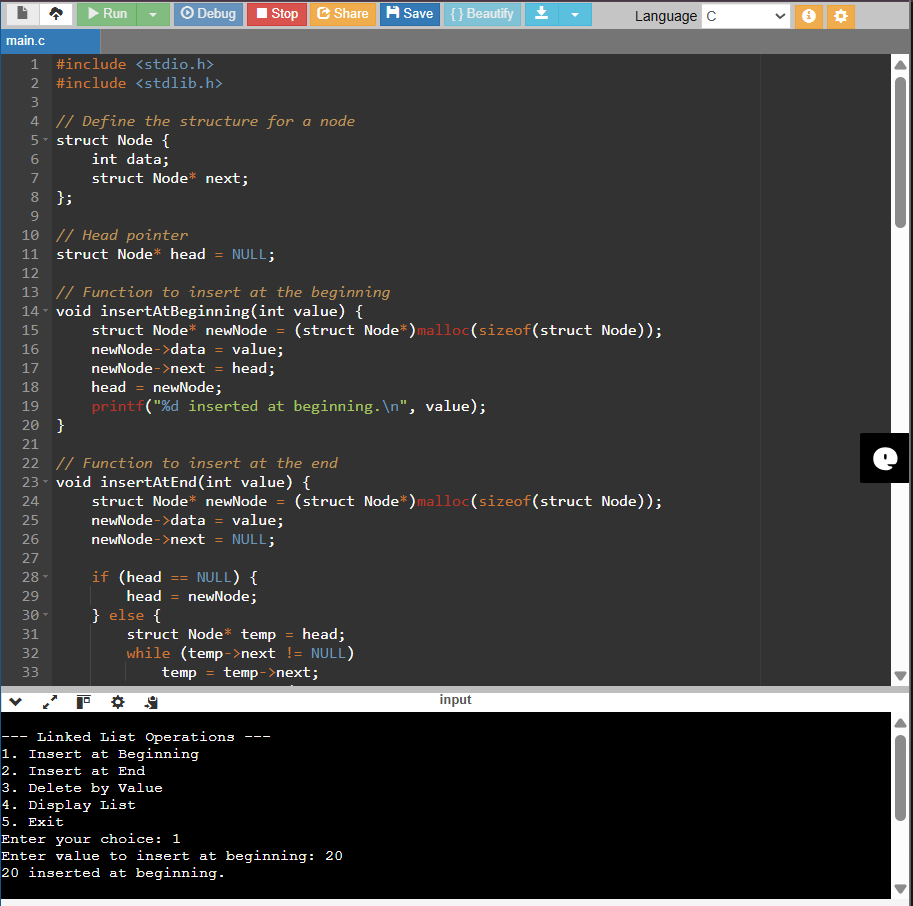 Run Debug Stop Share Save { } Beautify Language C
main.c
1 #include <stdio.h>
2 #include <stdlib.h>
3
4 // Define the structure for a node
5 struct Node {
6     int data;
7     struct Node* next;
8 };
9
10 // Head pointer
11 struct Node* head = NULL;
12
13 // Function to insert at the beginning
14 void insertAtBeginning(int value) {
15     struct Node* newNode = (struct Node*)malloc(sizeof(struct Node));
16     newNode->data = value;
17     newNode->next = head;
18     head = newNode;
19     printf("%d inserted at beginning.\n", value);
20 }
21
22 // Function to insert at the end
23 void insertAtEnd(int value) {
24     struct Node* newNode = (struct Node*)malloc(sizeof(struct Node));
25     newNode->data = value;
26     newNode->next = NULL;
27
28     if (head == NULL) {
29         head = newNode;
30     } else {
31         struct Node* temp = head;
32         while (temp->next != NULL)
33             temp = temp->next;
input
--- Linked List Operations ---
1. Insert at Beginning
2. Insert at End
3. Delete by Value
4. Display List
5. Exit
Enter your choice: 1
Enter value to insert at beginning: 20
20 inserted at beginning.